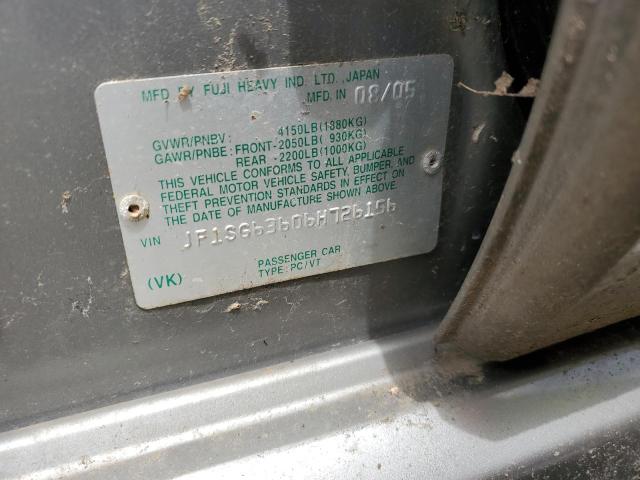 MFD. BY FUJI HEAVY IND. LTD., JAPAN
MFD. IN 08/05
GVWR/PNBV: 4150LB(1880KG)
GAWR/PNBE: FRONT-2050LB( 930KG)
REAR -2200LB(1000KG)
THIS VEHICLE CONFORMS TO ALL APPLICABLE
FEDERAL MOTOR VEHICLE SAFETY, BUMPER, AND
THEFT PREVENTION STANDARDS IN EFFECT ON
THE DATE OF MANUFACTURE SHOWN ABOVE.
VIN JF1SG63606H726156
PASSENGER CAR
(VK) TYPE: PC/VT